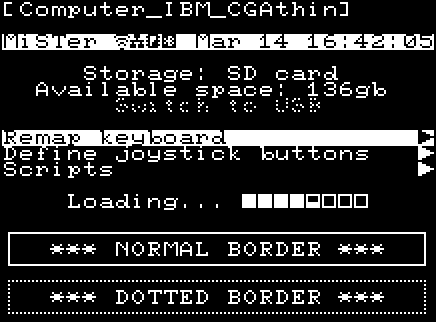 [Computer_IBM_CGAthin]
MiSTer Mar 14 16:42:05
Storage: SD card
Available space: 136gb
Switch to USB
Remap keyboard
Define joystick buttons
Scripts
Loading...
*** NORMAL BORDER ***
*** DOTTED BORDER ***